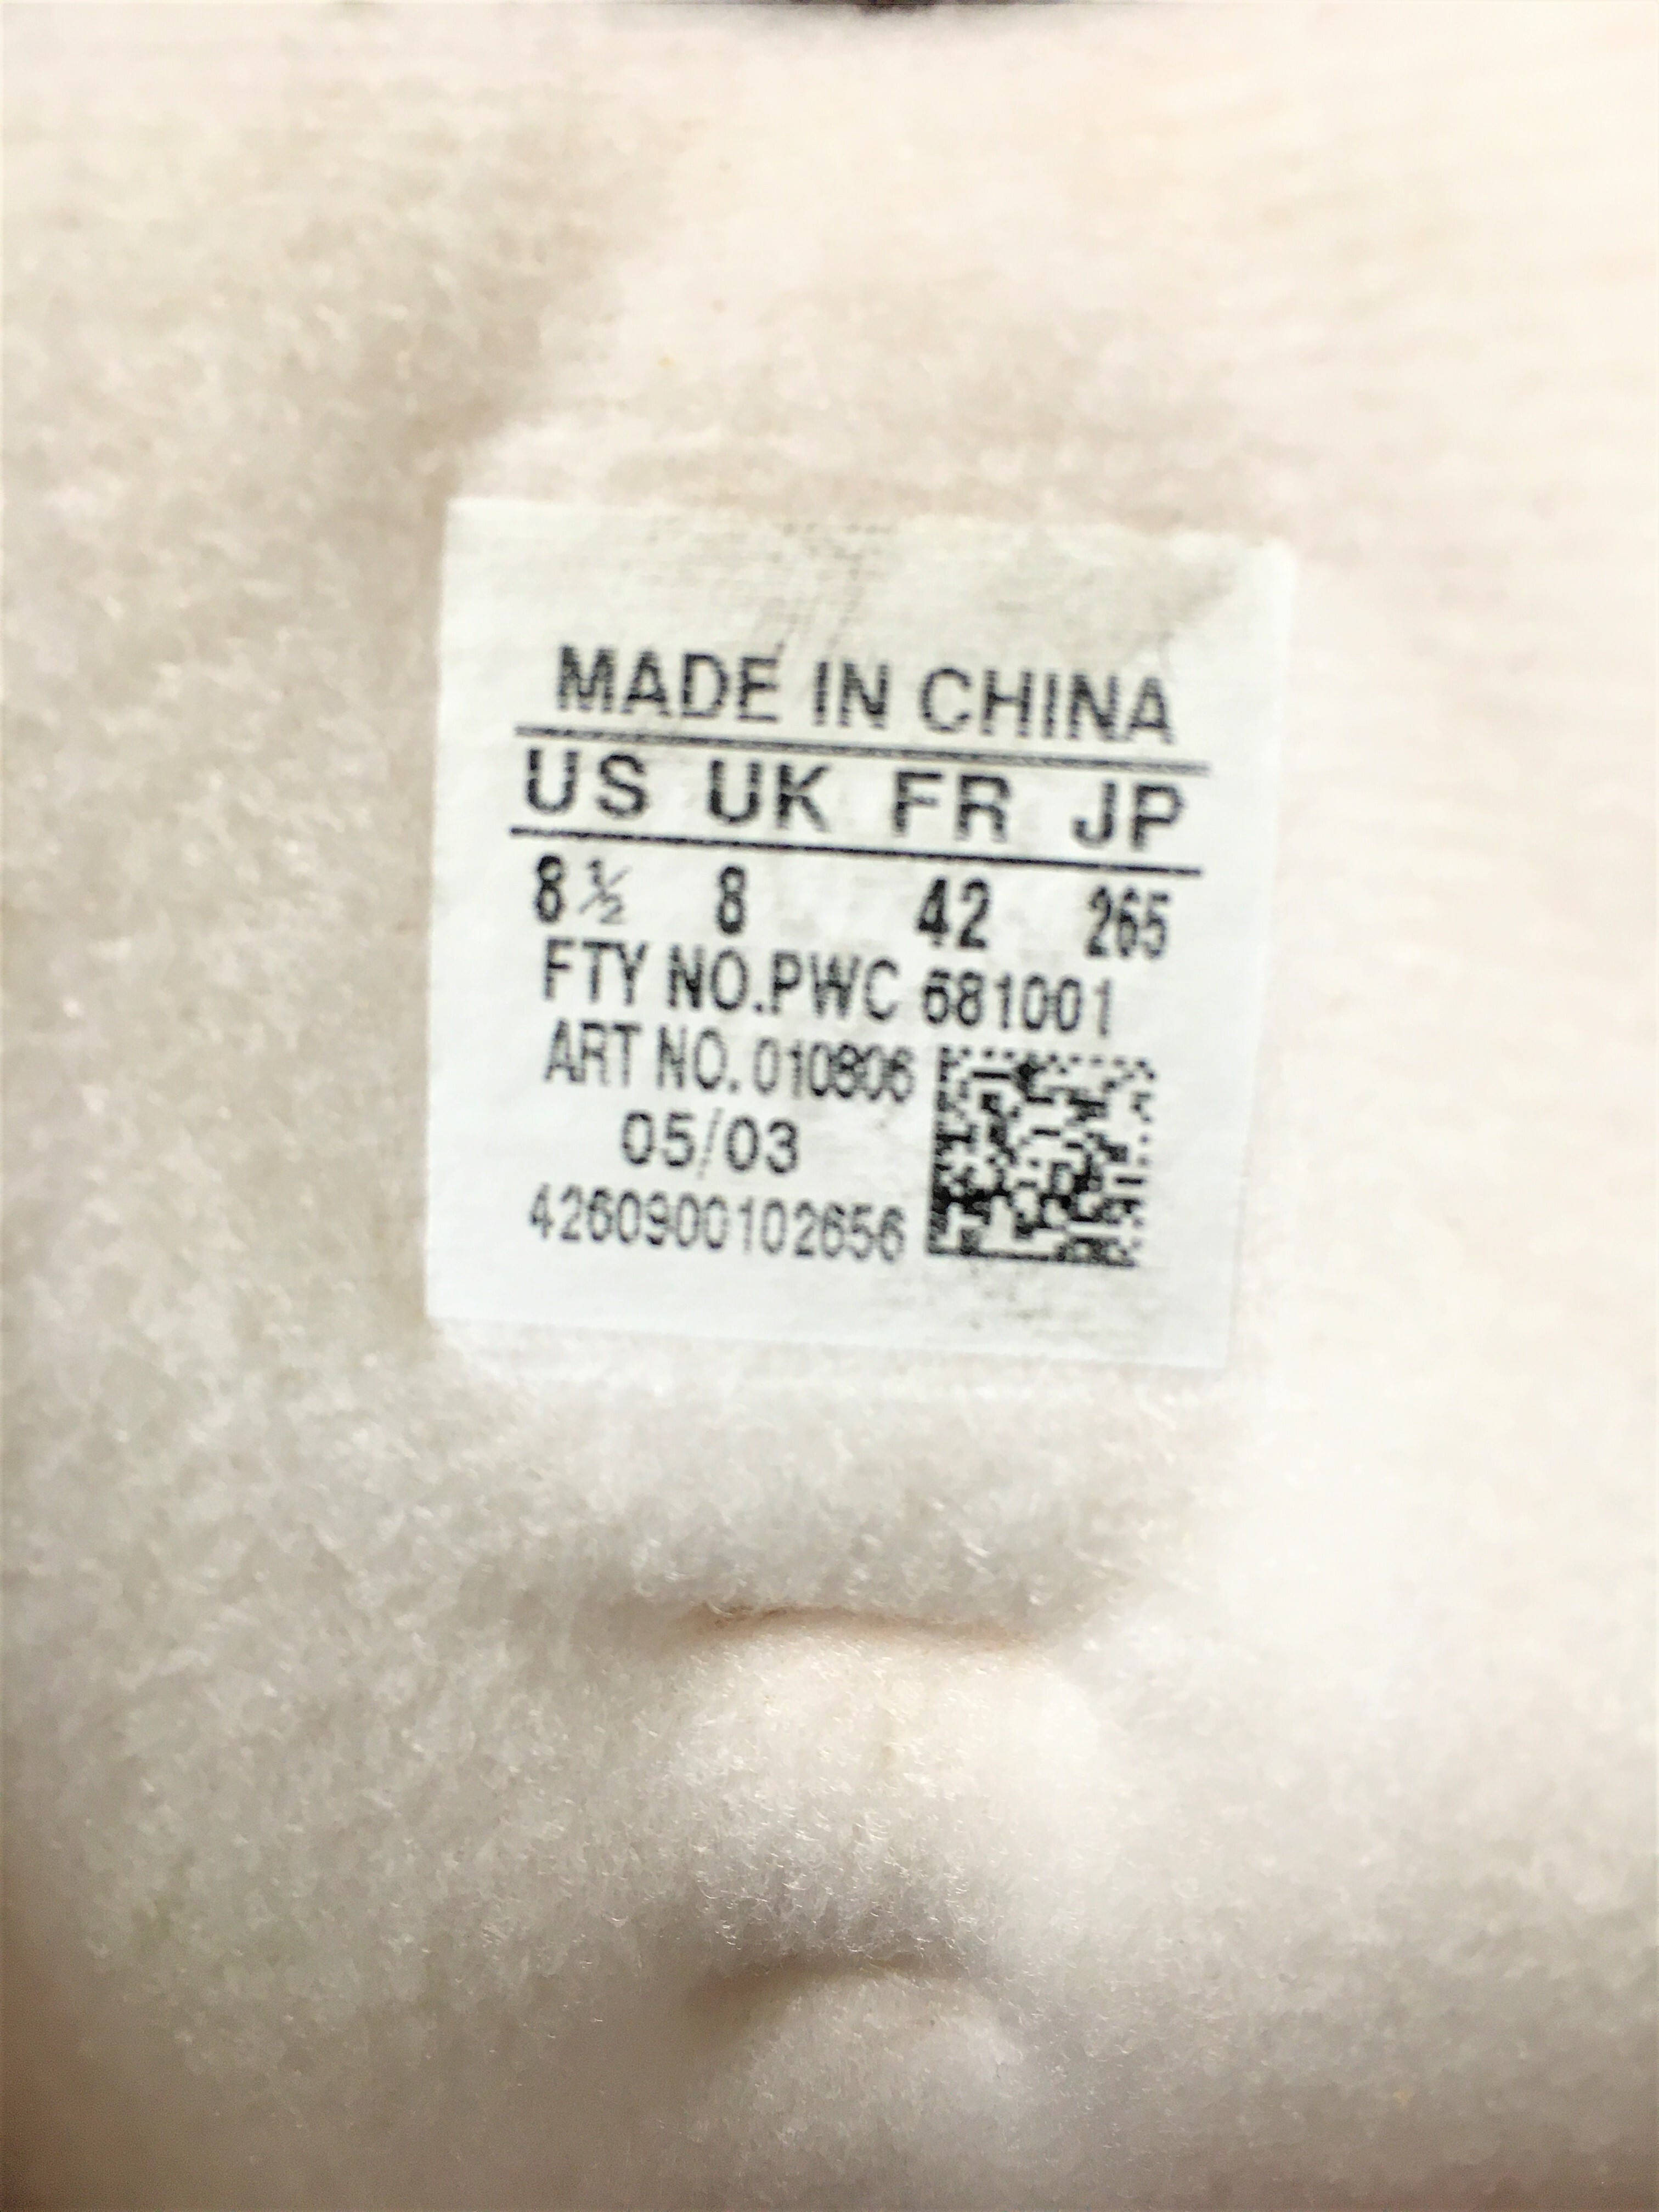 MADE IN CHINA
US UK FR JP
8½ 8 42 265
FTY NO.PWC 681001
ART NO. 010806
05/03
4260900102656